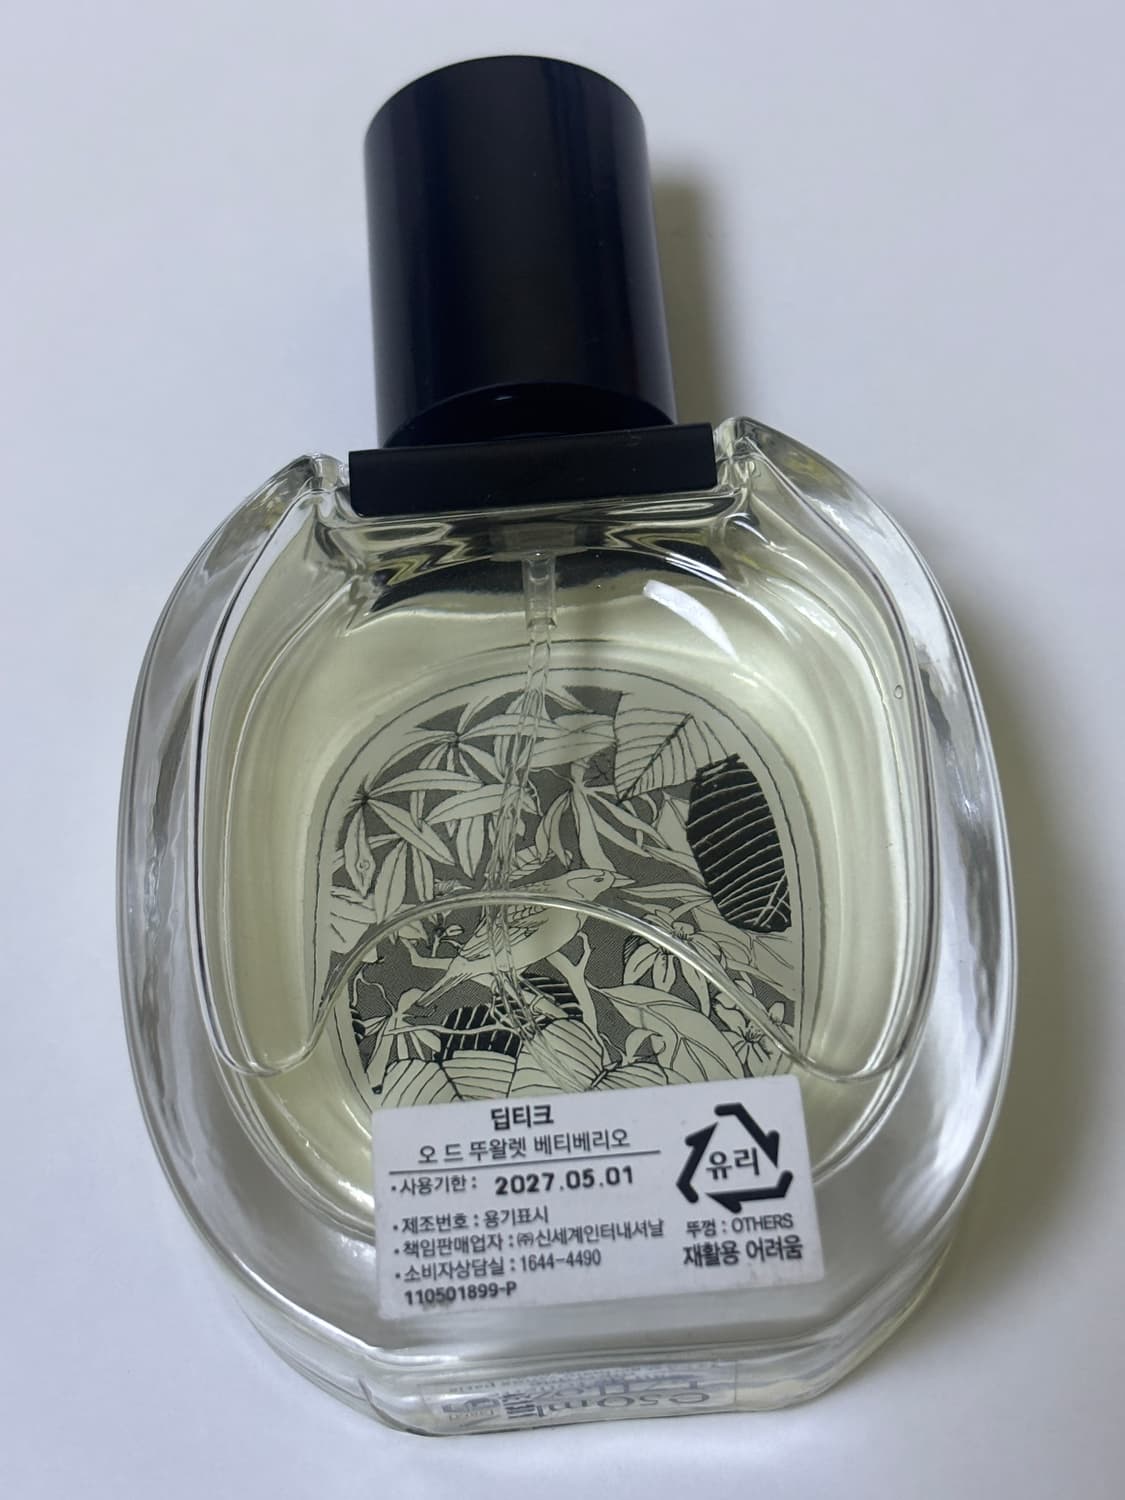 딥티크
오 드 뚜왈렛 베티베리오
•사용기한 : 2027.05.01
•제조번호 : 용기표시
•책임판매업자 : ㈜신세계인터내셔날
•소비자상담실 : 1644-4490
110501899-P
유리
뚜껑 : OTHERS
재활용 어려움
50ml